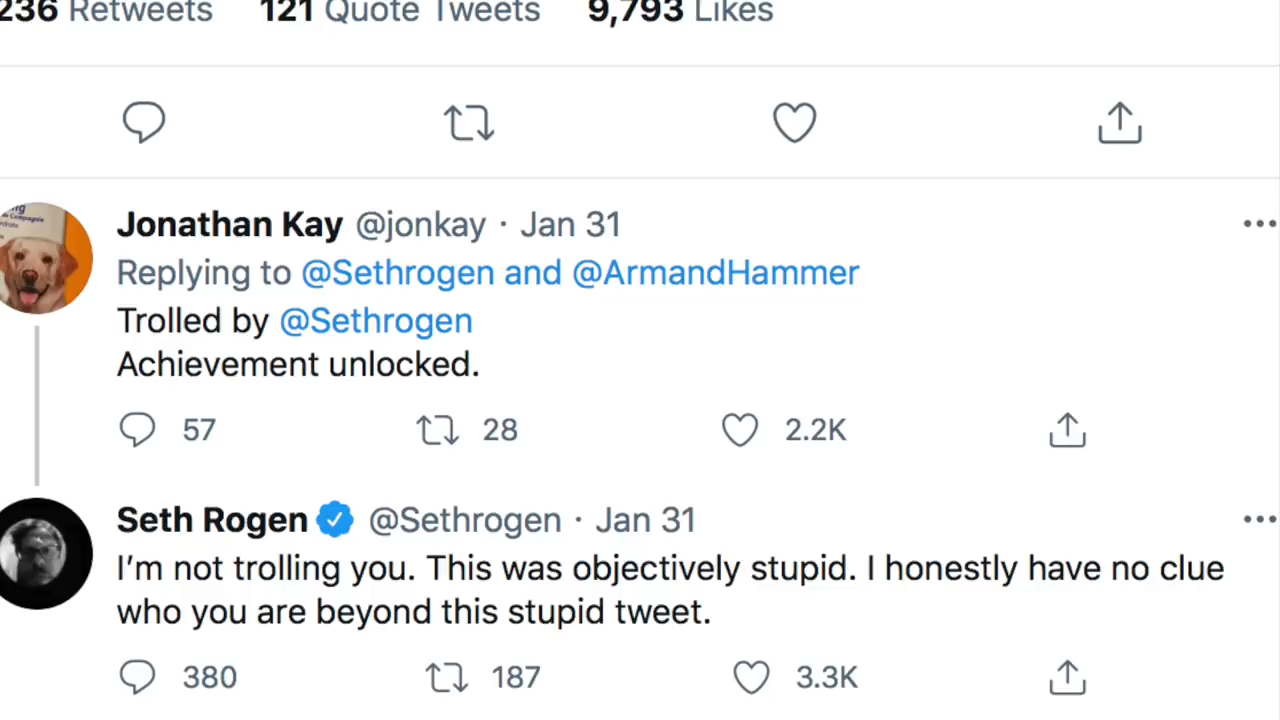 236 Retweets 121 Quote Tweets 9,793 Likes
Jonathan Kay @jonkay · Jan 31
Replying to @Sethrogen and @ArmandHammer
Trolled by @Sethrogen
Achievement unlocked.
57 28 2.2K
Seth Rogen @Sethrogen · Jan 31
I'm not trolling you. This was objectively stupid. I honestly have no clue
who you are beyond this stupid tweet.
380 187 3.3K